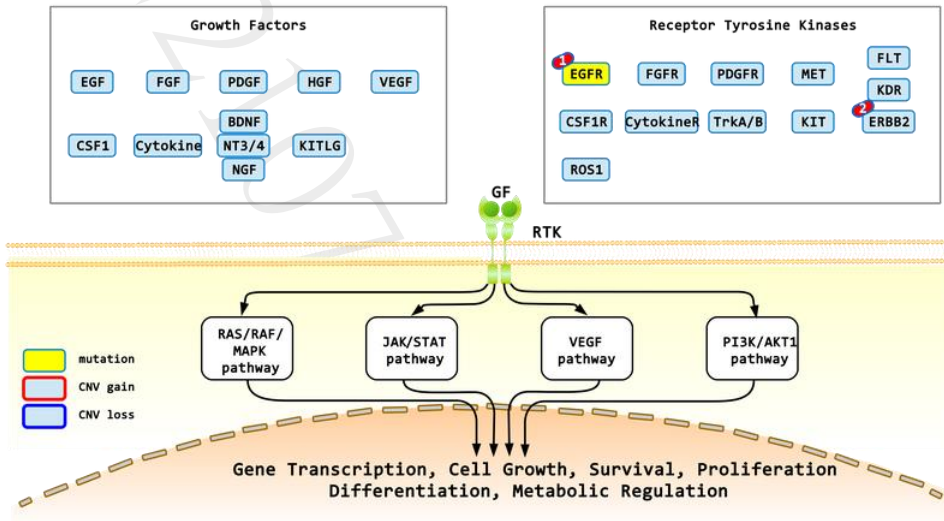 Growth Factors
EGF FGF PDGF HGF VEGF
BDNF
CSF1 Cytokine NT3/4 KITLG
NGF
Receptor Tyrosine Kinases
FLT
1
EGFR FGFR PDGFR MET
KDR
2
CSF1R CytokineR TrkA/B KIT ERBB2
ROS1
GF
RTK
RAS/RAF/
MAPK
pathway
JAK/STAT
pathway
VEGF
pathway
PI3K/AKT1
pathway
mutation
CNV gain
CNV loss
Gene Transcription, Cell Growth, Survival, Proliferation
Differentiation, Metabolic Regulation